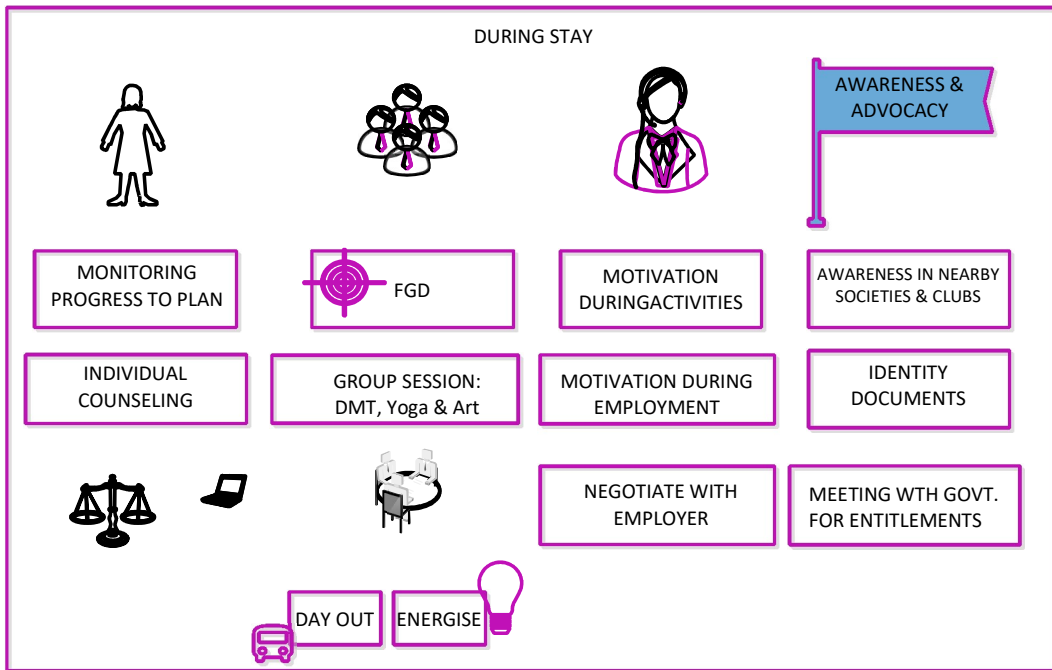 DURING STAY
AWARENESS &
ADVOCACY
MONITORING
PROGRESS TO PLAN
FGD
MOTIVATION
DURINGACTIVITIES
AWARENESS IN NEARBY
SOCIETIES & CLUBS
INDIVIDUAL
COUNSELING
GROUP SESSION:
DMT, Yoga & Art
MOTIVATION DURING
EMPLOYMENT
IDENTITY
DOCUMENTS
NEGOTIATE WITH
EMPLOYER
MEETING WTH GOVT.
FOR ENTITLEMENTS
DAY OUT
ENERGISE